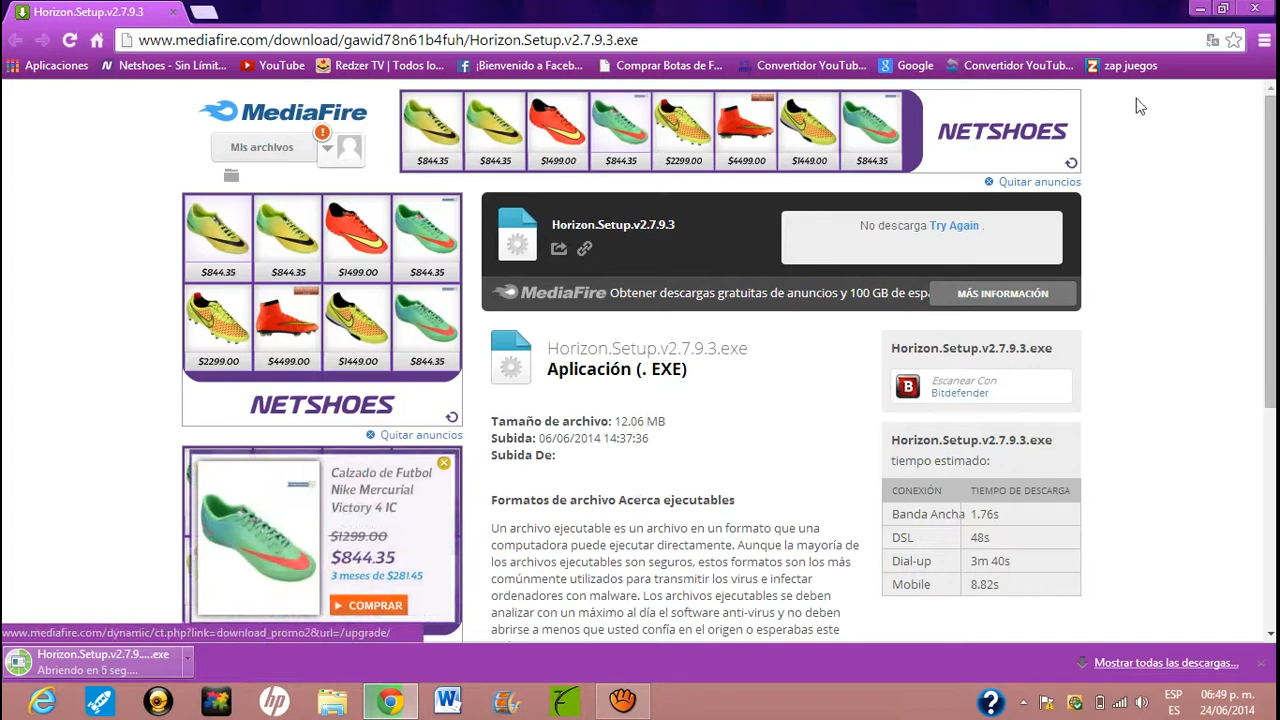 Horizon.Setup.v2.7.9.3
www.mediafire.com/download/gawid78n61b4fuh/Horizon.Setup.v2.7.9.3.exe
Aplicaciones
Netshoes - Sin Límit...
YouTube
Redzer TV | Todos lo...
¡Bienvenido a Faceb...
Comprar Botas de F...
Convertidor YouTub...
Google
Convertidor YouTub...
zap juegos
MediaFire
Mis archivos
$844.35 $844.35 $1499.00 $844.35 $2299.00 $4499.00 $1449.00 $844.35
NETSHOES
Quitar anuncios
$844.35 $844.35 $1499.00 $844.35
$2299.00 $4499.00 $1449.00 $844.35
NETSHOES
Quitar anuncios
Horizon.Setup.v2.7.9.3
No descarga Try Again .
MediaFire Obtener descargas gratuitas de anuncios y 100 GB de espa
MÁS INFORMACIÓN
Horizon.Setup.v2.7.9.3.exe
Aplicación (. EXE)
Tamaño de archivo: 12.06 MB
Subida: 06/06/2014 14:37:36
Subida De:
Formatos de archivo Acerca ejecutables
Un archivo ejecutable es un archivo en un formato que una
computadora puede ejecutar directamente. Aunque la mayoría de
los archivos ejecutables son seguros, estos formatos son los más
comúnmente utilizados para transmitir los virus e infectar
ordenadores con malware. Los archivos ejecutables se deben
analizar con un máximo al día el software anti-virus y no deben
abrirse a menos que usted confía en el origen o esperabas este
Horizon.Setup.v2.7.9.3.exe
B
Escanear Con
Bitdefender
Horizon.Setup.v2.7.9.3.exe
tiempo estimado:
CONEXIÓN TIEMPO DE DESCARGA
Banda Ancha 1.76s
DSL 48s
Dial-up 3m 40s
Mobile 8.82s
Calzado de Futbol
Nike Mercurial
Victory 4 IC
$1299.00
$844.35
3 meses de $281.45
COMPRAR
www.mediafire.com/dynamic/ct.php?link=download_promo2&url=/upgrade/
Horizon.Setup.v2.7.9.....exe
Abriendo en 5 seg....
Mostrar todas las descargas...
ESP
ES
06:49 p. m.
24/06/2014